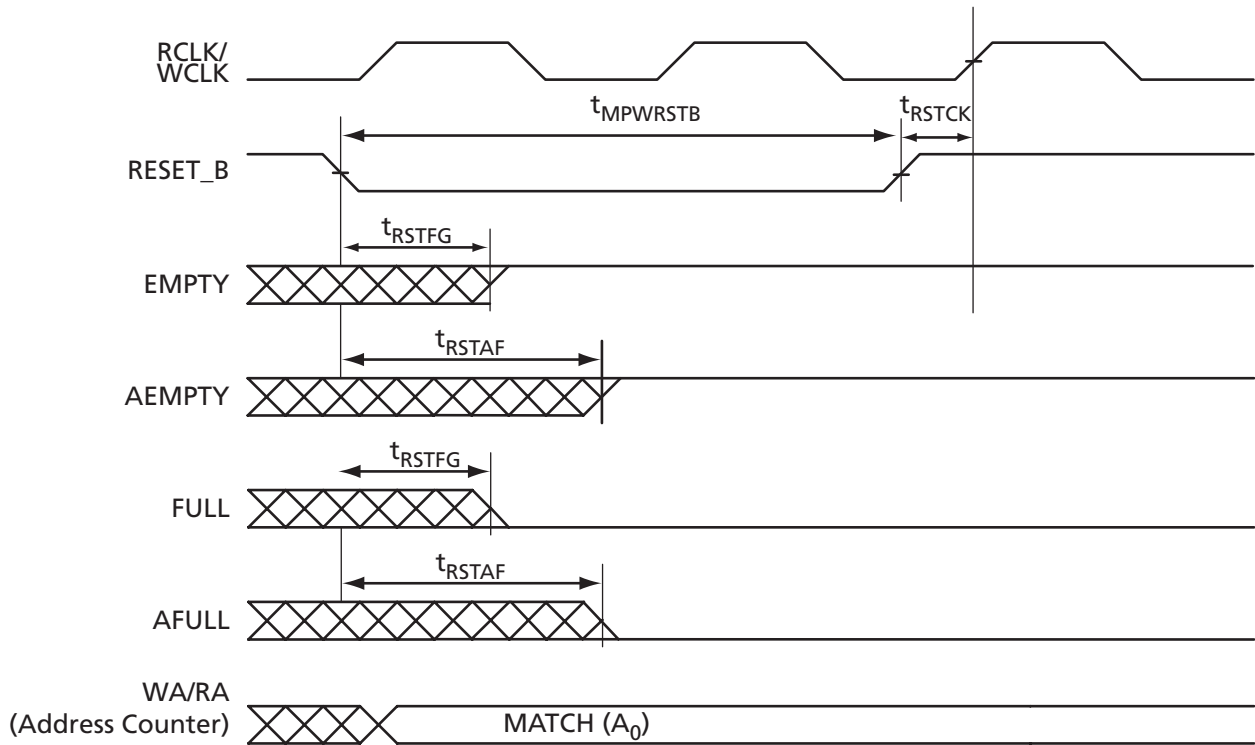 RCLK/
WCLK
tMPWRSTB
tRSTCK
RESET_B
tRSTFG
EMPTY
tRSTAF
AEMPTY
tRSTFG
FULL
tRSTAF
AFULL
WA/RA
(Address Counter)
MATCH (A0)